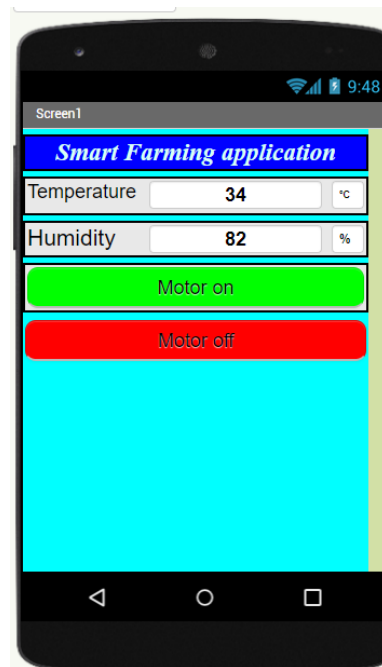 9:48
Screen1
Smart Farming application
Temperature 34 °C
Humidity 82 %
Motor on
Motor off